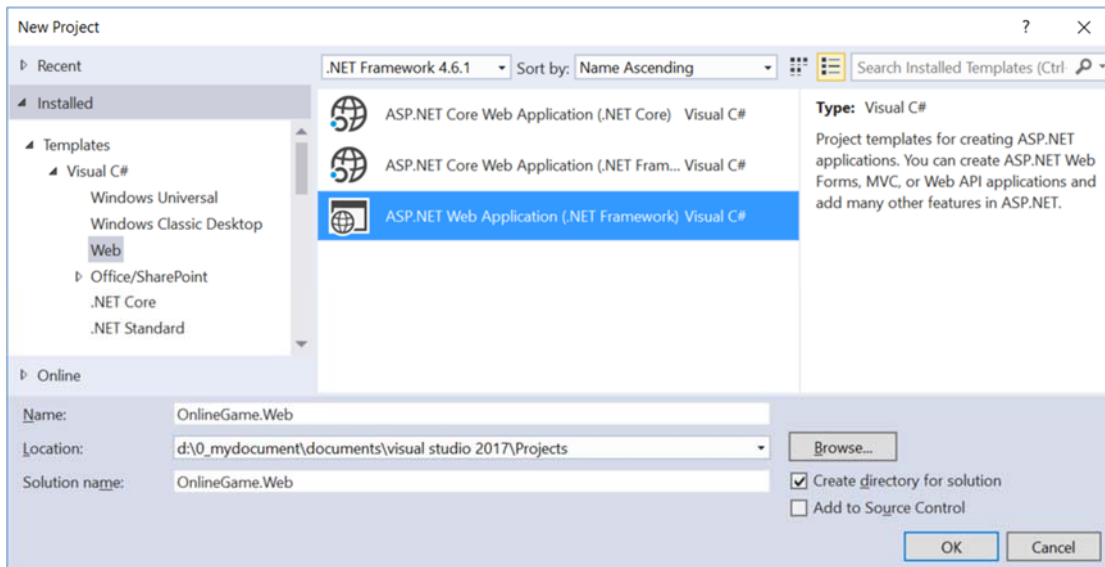 New Project
Recent
.NET Framework 4.6.1 Sort by: Name Ascending
Search Installed Templates (Ctrl-
Installed
Templates
Visual C#
Windows Universal
Windows Classic Desktop
Web
Office/SharePoint
.NET Core
.NET Standard
Online
ASP.NET Core Web Application (.NET Core) Visual C#
ASP.NET Core Web Application (.NET Fram... Visual C#
ASP.NET Web Application (.NET Framework) Visual C#
Type: Visual C#
Project templates for creating ASP.NET
applications. You can create ASP.NET Web
Forms, MVC, or Web API applications and
add many other features in ASP.NET.
Name: OnlineGame.Web
Location: d:\0_mydocument\documents\visual studio 2017\Projects
Browse...
Solution name: OnlineGame.Web
Create directory for solution
Add to Source Control
OK Cancel